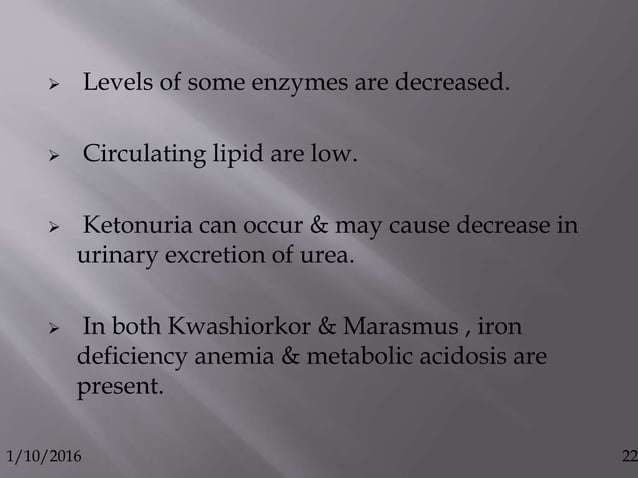 ➢ Levels of some enzymes are decreased.
➢ Circulating lipid are low.
➢ Ketonuria can occur & may cause decrease in
urinary excretion of urea.
➢ In both Kwashiorkor & Marasmus , iron
deficiency anemia & metabolic acidosis are
present.
1/10/2016 22